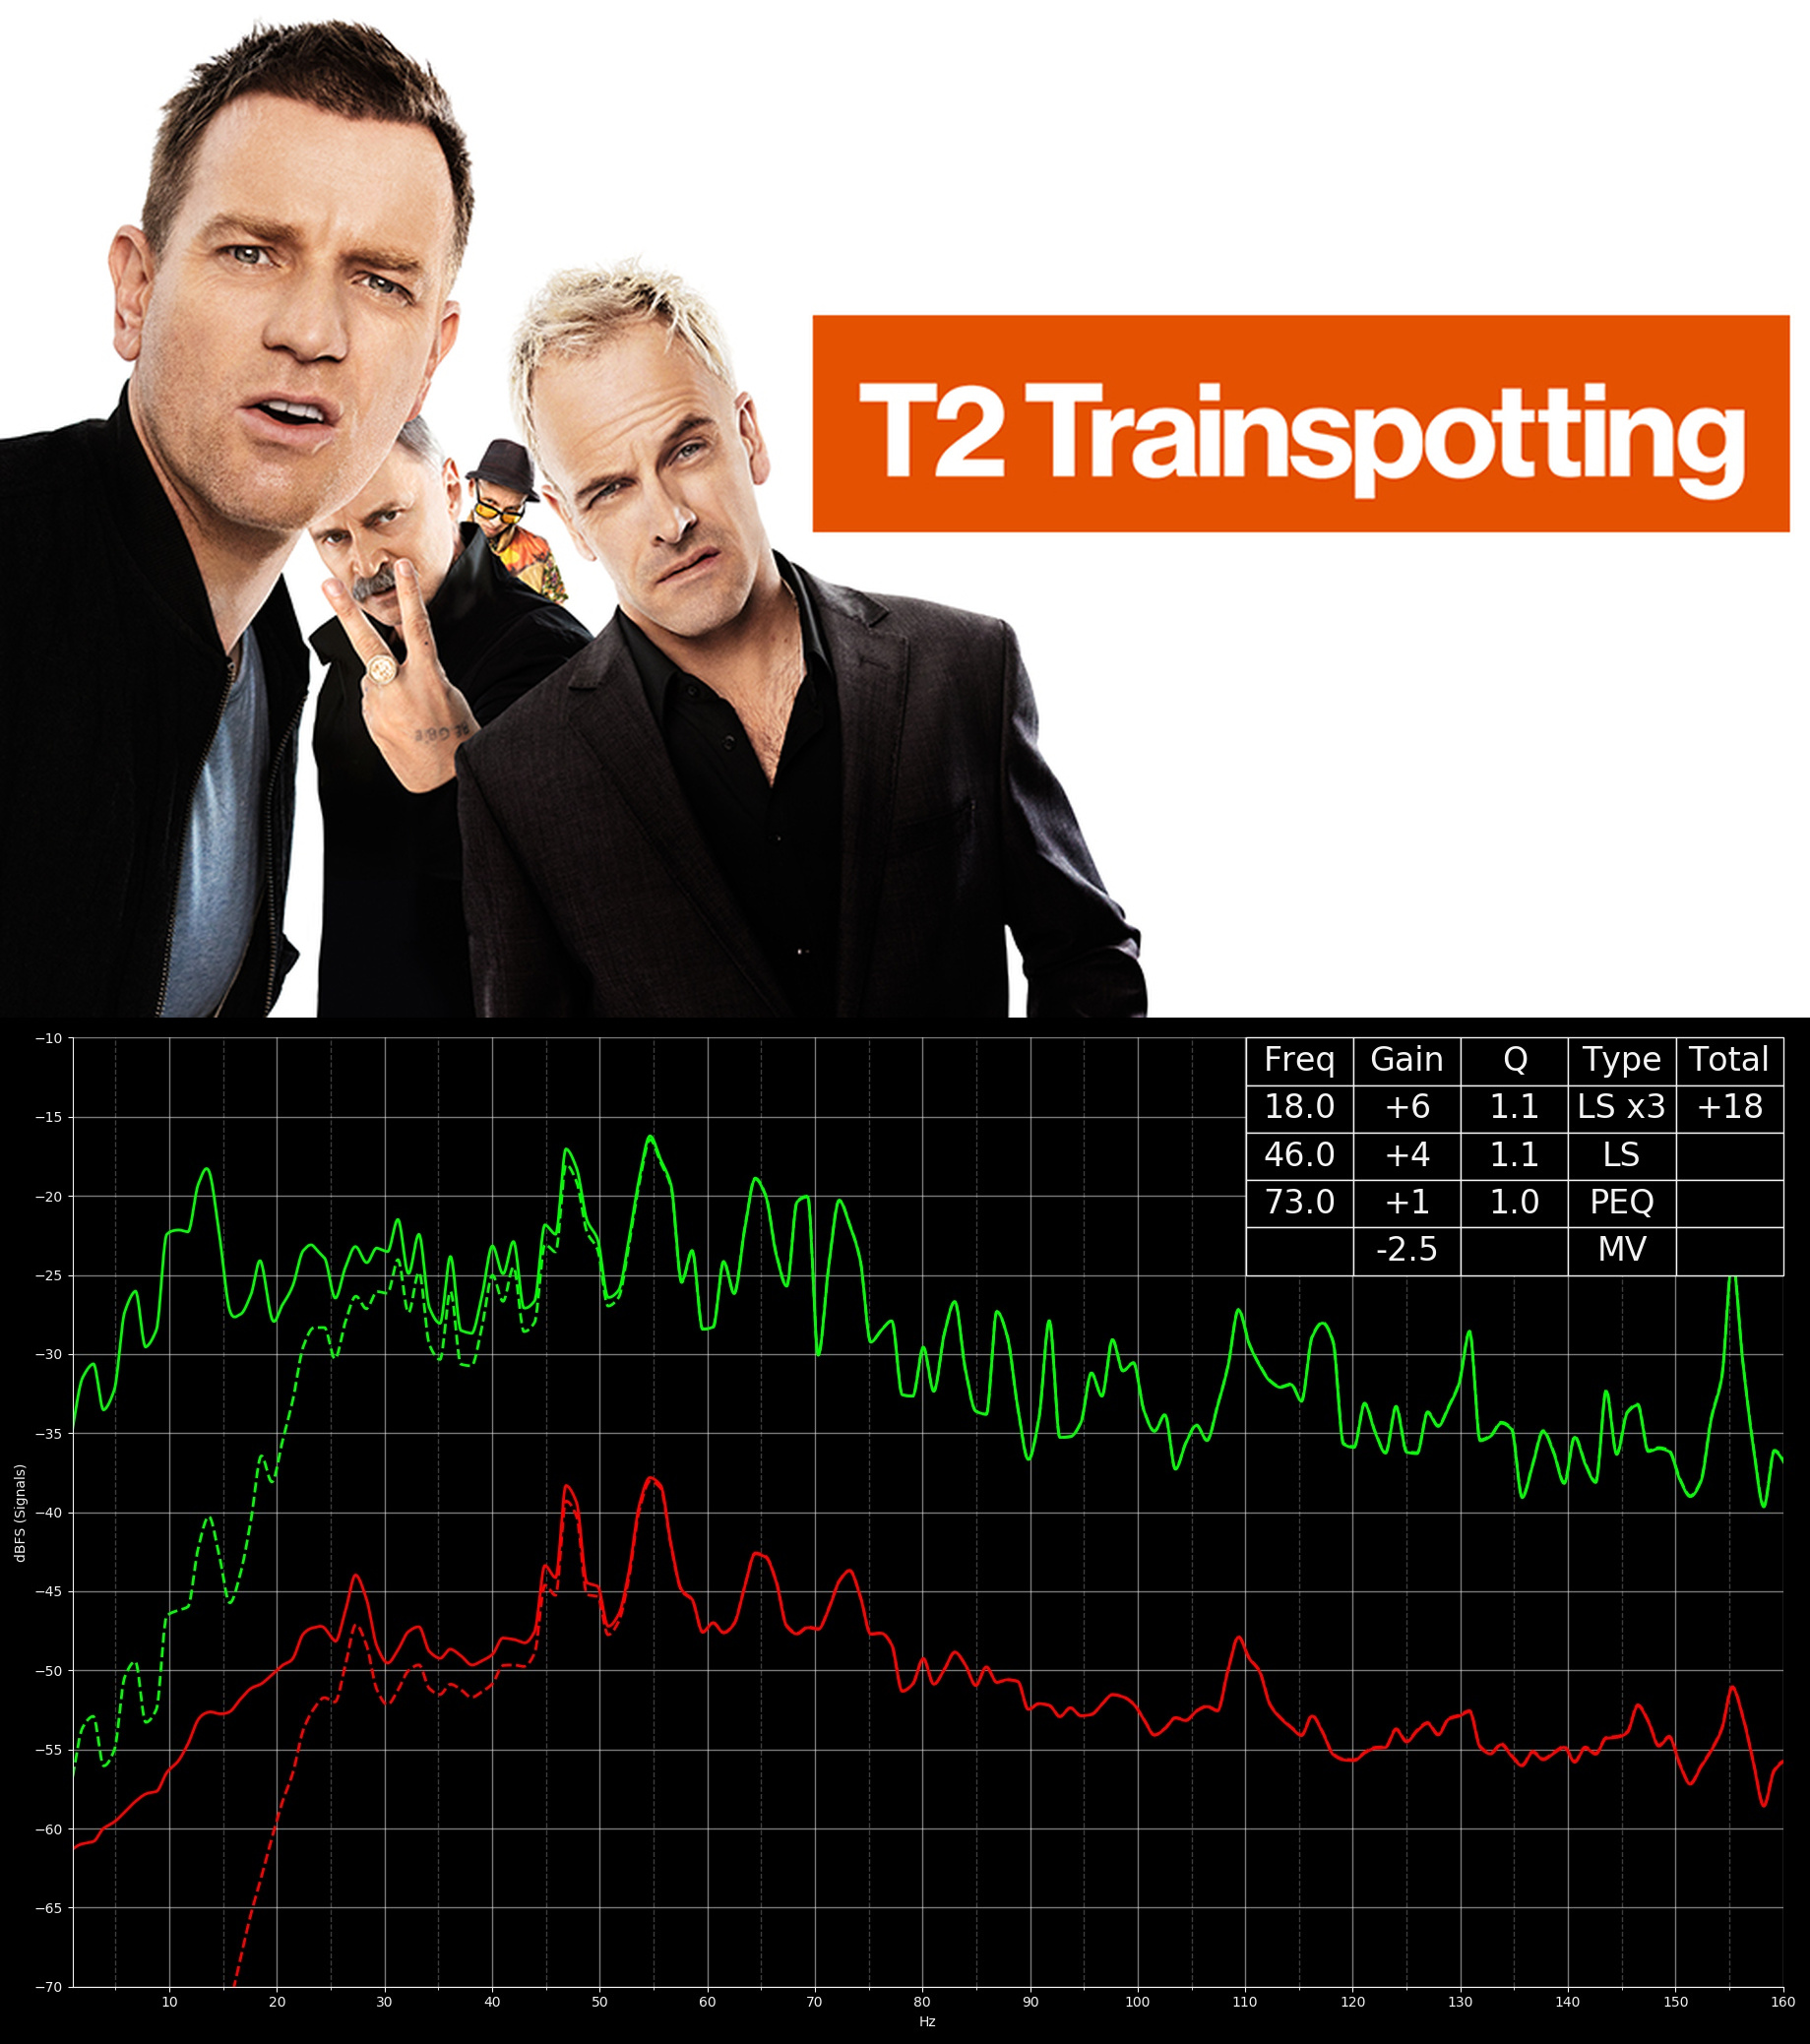 T2 Trainspotting
Freq Gain Q Type Total
18.0 +6 1.1 LS x3 +18
46.0 +4 1.1 LS
73.0 +1 1.0 PEQ
-2.5 MV
−10
−15
−20
−25
−30
−35
−40
−45
−50
−55
−60
−65
−70
dBFS (Signals)
10 20 30 40 50 60 70 80 90 100 110 120 130 140 150 160
Hz